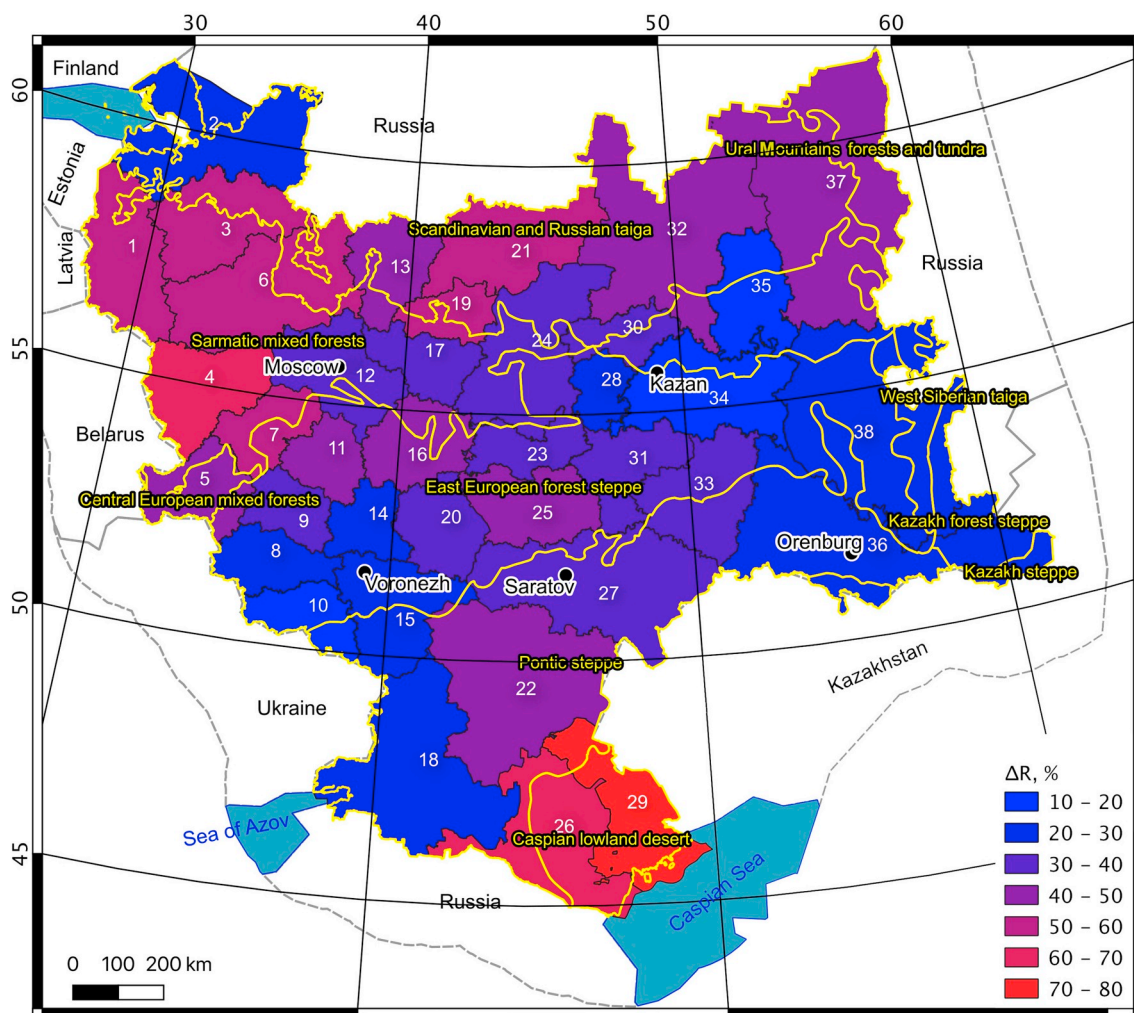 30 40 50 60
Finland
60
2
Russia
Estonia
Ural Mountains forests and tundra
37
Scandinavian and Russian taiga
3
32
1
13
21
Latvia
Russia
6
35
19
30
24
Sarmatic mixed forests
17
55
Moscow
12
28
Kazan
4
34
West Siberian taiga
Belarus
7
38
11
16
23
31
5
33
Central European mixed forests
East European forest steppe
9
14
20
25
Kazakh forest steppe
8
Orenburg
36
Voronezh
Saratov
Kazakh steppe
50
10
15
27
Pontic steppe
Kazakhstan
22
Ukraine
18
ΔR, %
10 – 20
29
20 – 30
Sea of Azov
26
30 – 40
Caspian lowland desert
45
40 – 50
Caspian Sea
Russia
50 – 60
60 – 70
0 100 200 km
70 – 80